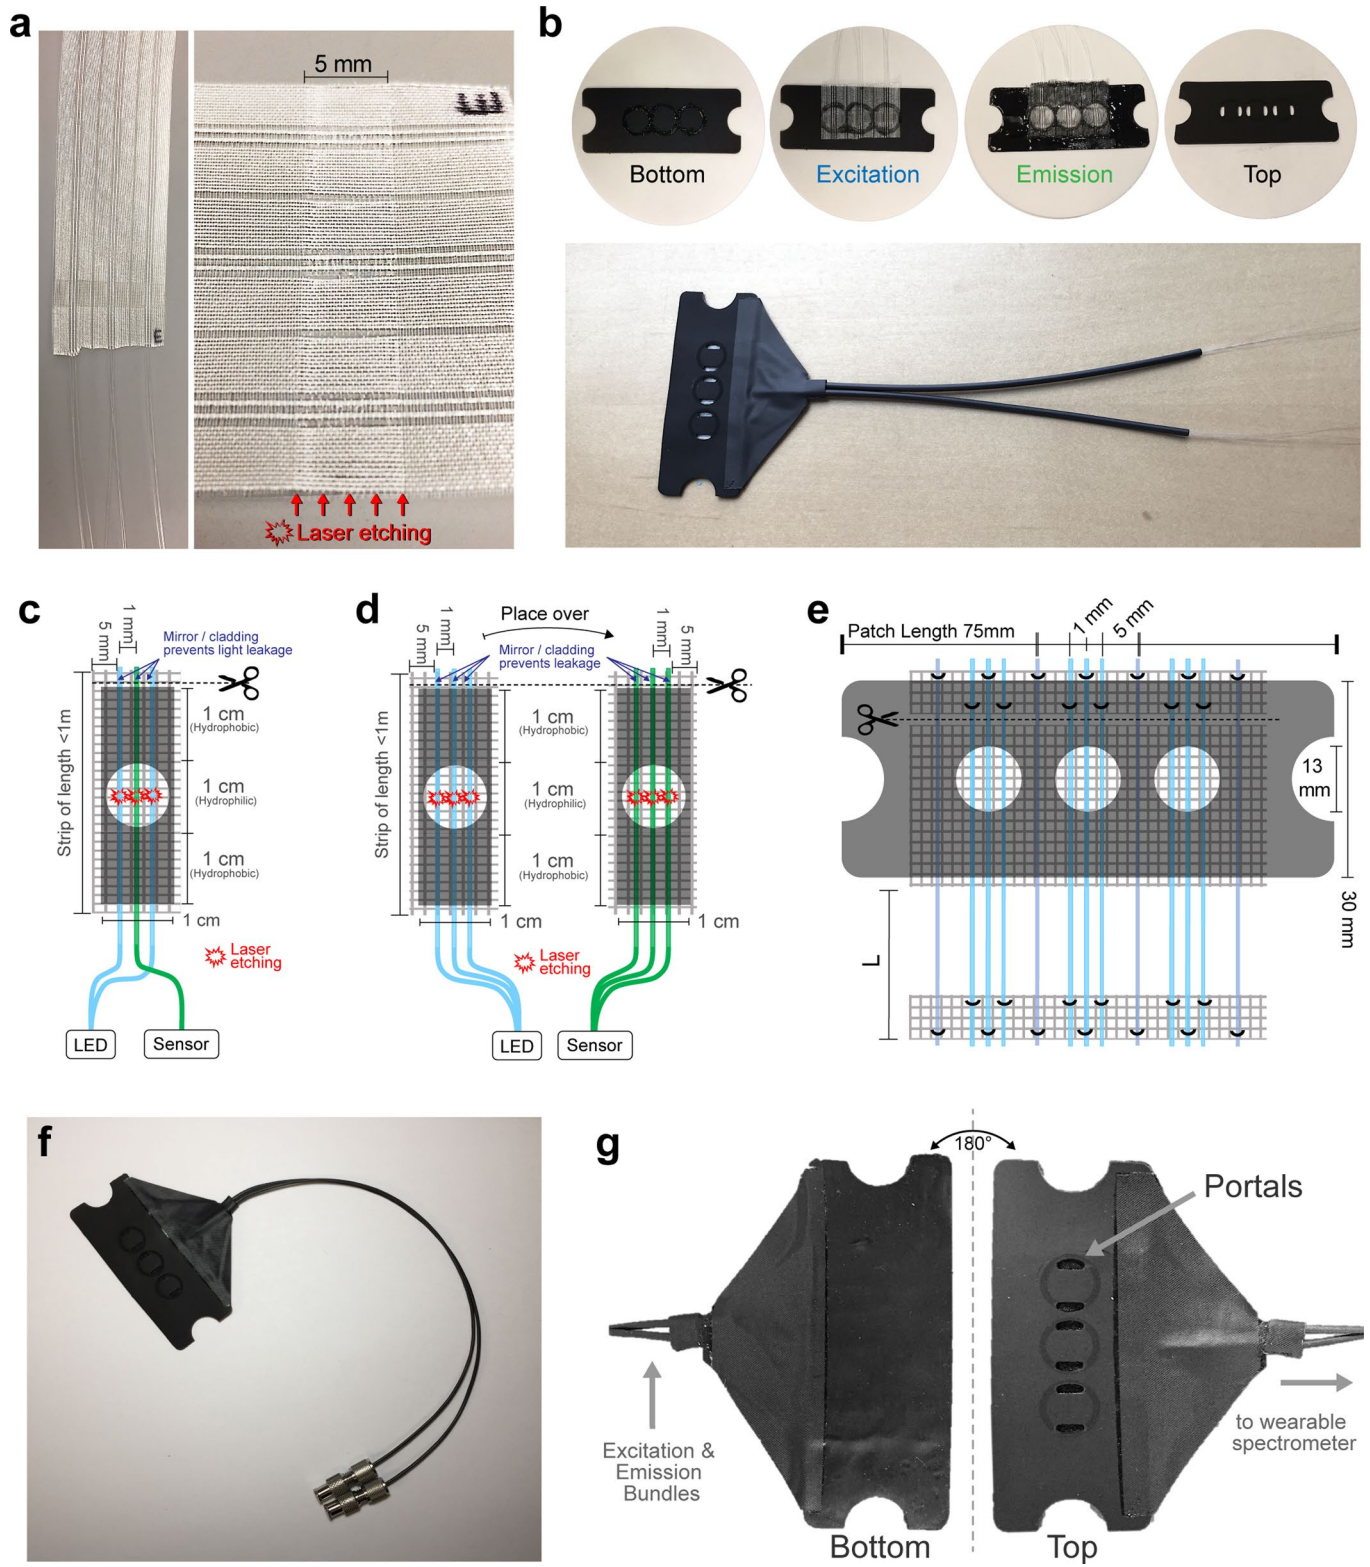 a
5 mm
E
E
Laser etching
b
Bottom
Excitation
Emission
Top
c
1 mm
5 mm
Mirror / cladding
prevents light leakage
Strip of length <1m
1 cm
(Hydrophobic)
1 cm
(Hydrophilic)
1 cm
(Hydrophobic)
1 cm
Laser
etching
LED
Sensor
d
Place over
1 mm
5 mm
1 mm
5 mm
Mirror / cladding
prevents leakage
Strip of length <1m
1 cm
(Hydrophobic)
1 cm
(Hydrophilic)
1 cm
(Hydrophobic)
1 cm
1 cm
Laser
etching
LED
Sensor
e
Patch Length 75mm
1 mm
5 mm
13
mm
30 mm
L
f
g
180°
Portals
Excitation &
Emission
Bundles
to wearable
spectrometer
Bottom
Top